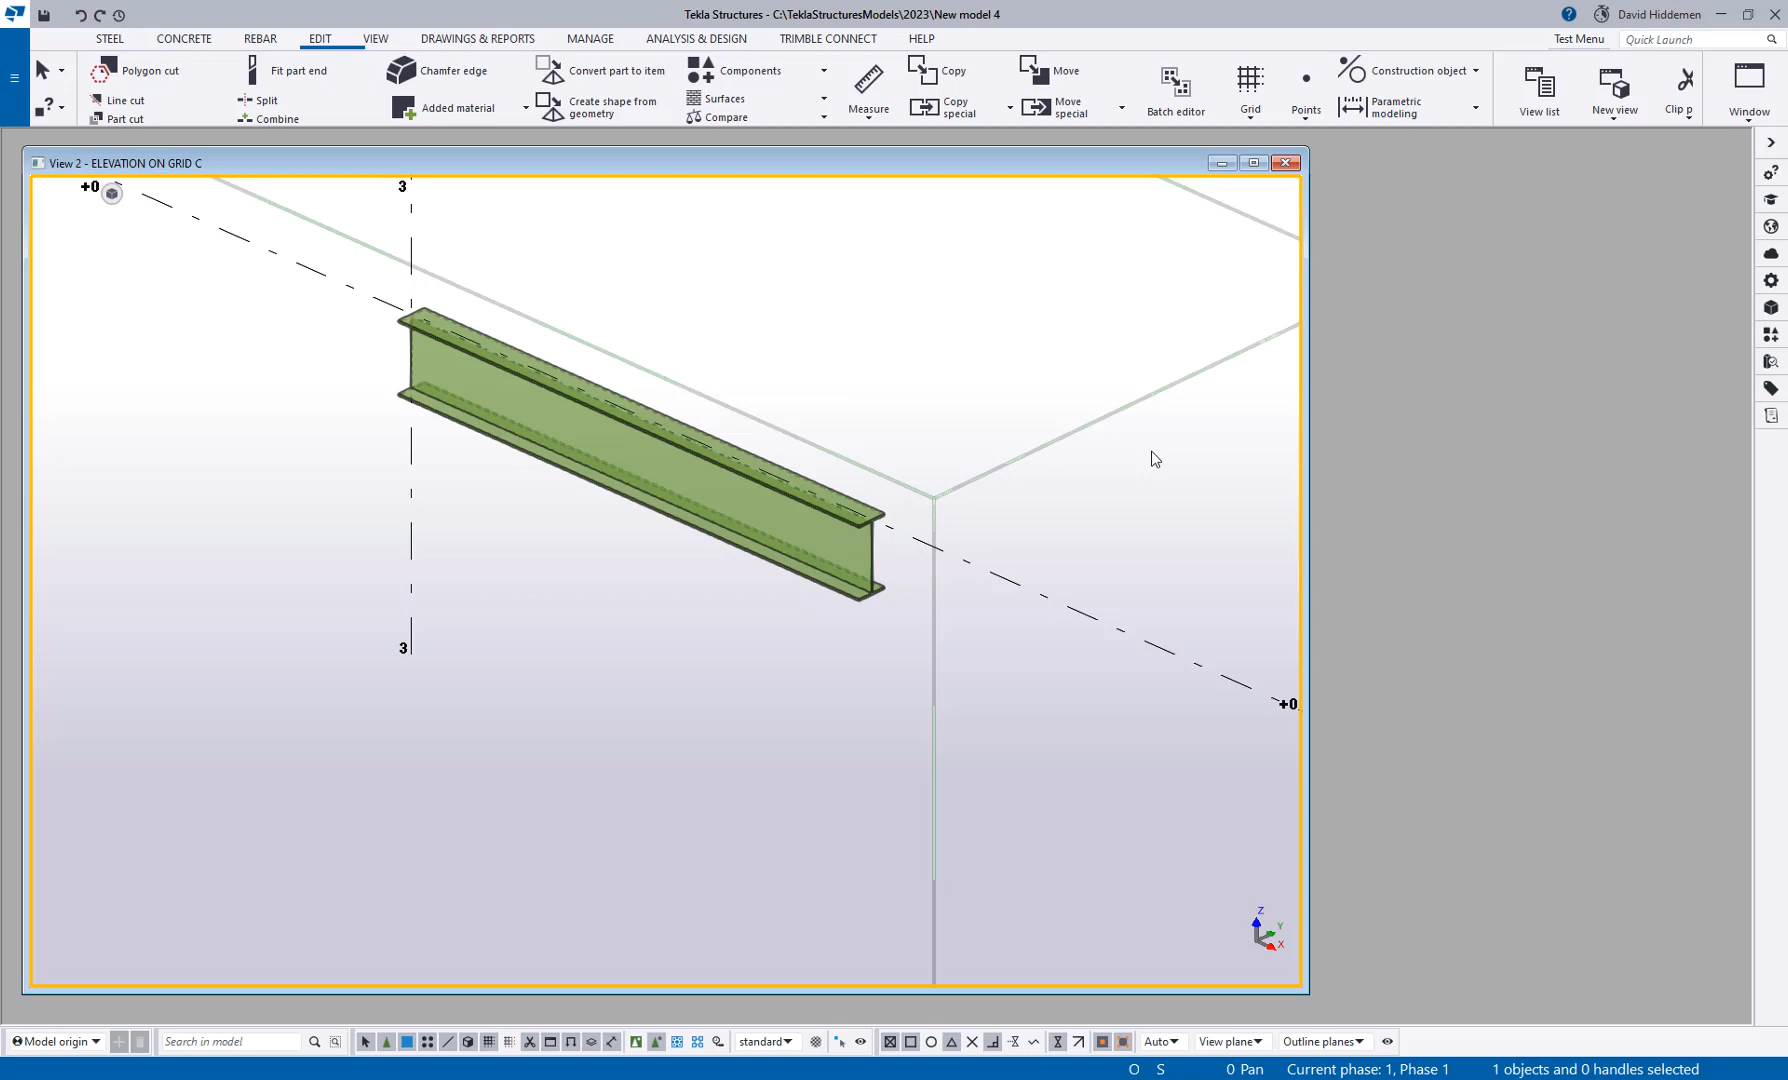 Tekla Structures - C:\TeklaStructuresModels\2023\New model 4
David Hiddemen
STEEL CONCRETE REBAR EDIT VIEW DRAWINGS & REPORTS MANAGE ANALYSIS & DESIGN TRIMBLE CONNECT HELP
Test Menu Quick Launch
Polygon cut
Line cut
Part cut
Fit part end
Split
Combine
Chamfer edge
Added material
Convert part to item
Create shape from
geometry
Components
Surfaces
Compare
Measure
Copy
Copy
special
Move
Move
special
Batch editor
Grid
Points
Construction object
Parametric
modeling
View list
New view
Clip p
Window
View 2 - ELEVATION ON GRID C
+0
3
3
+0
Z
Y
X
Model origin Search in model standard Auto View plane Outline planes
O S 0 Pan Current phase: 1, Phase 1 1 objects and 0 handles selected